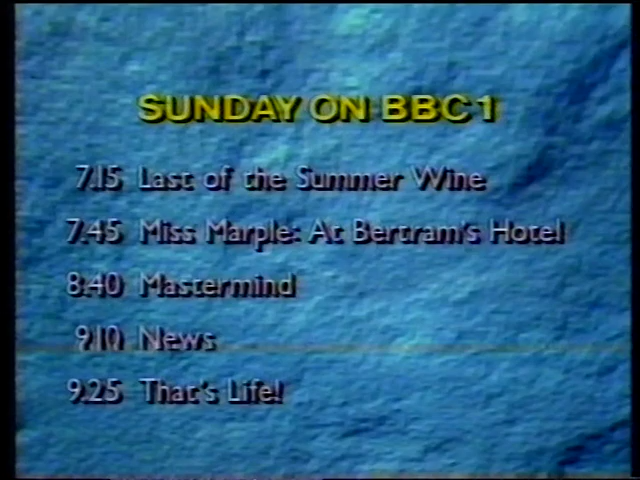 SUNDAY ON BBC1
7.15 Last of the Summer Wine
7.45 Miss Marple: At Bertram's Hotel
8.40 Mastermind
9.10 News
9.25 That's Life!